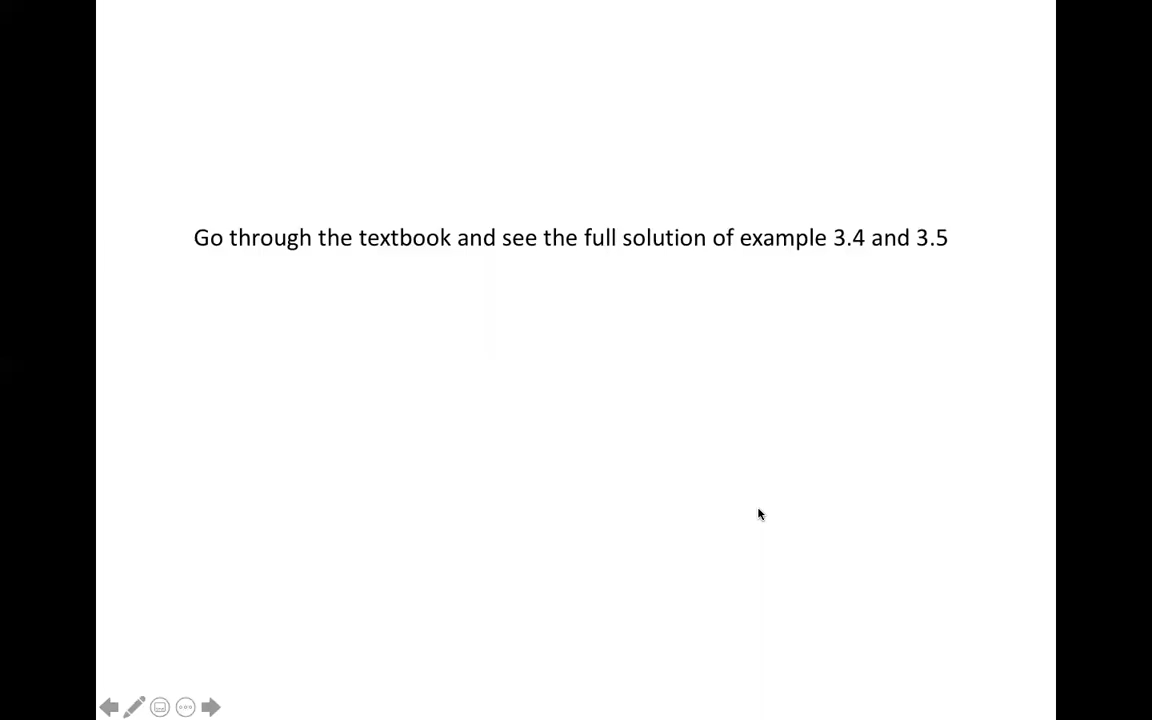 Go through the textbook and see the full solution of example 3.4 and 3.5